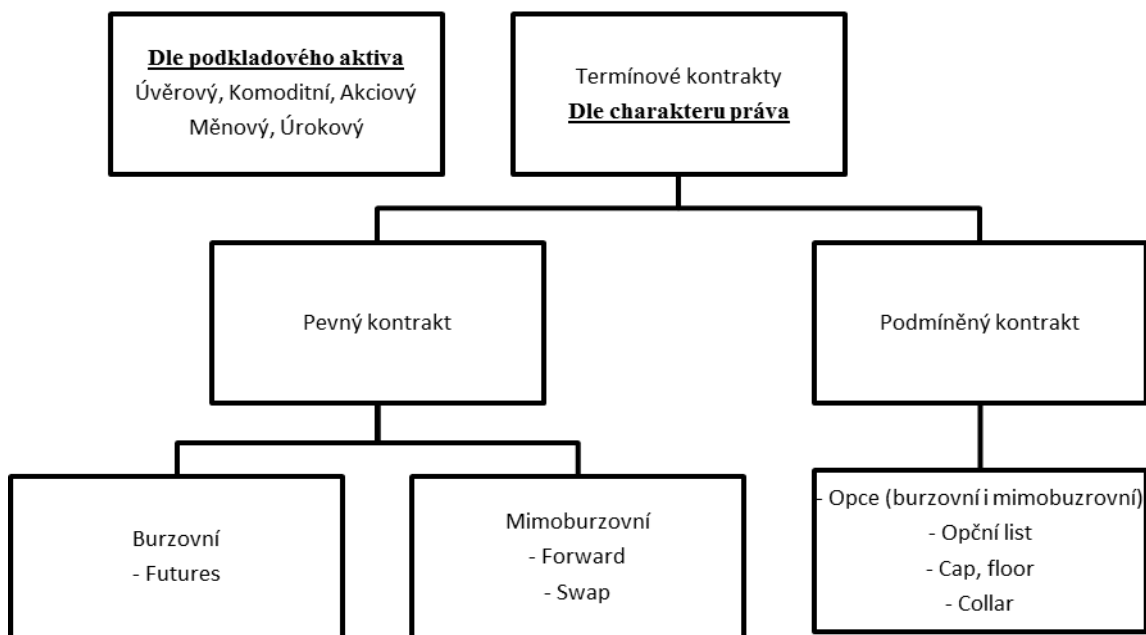 Dle podkladového aktiva
Úvěrový, Komoditní, Akciový
Měnový, Úrokový
Termínové kontrakty
Dle charakteru práva
Pevný kontrakt
Podmíněný kontrakt
Burzovní
- Futures
Mimoburzovní
- Forward
- Swap
- Opce (burzovní i mimobuzrovní)
- Opční list
- Cap, floor
- Collar